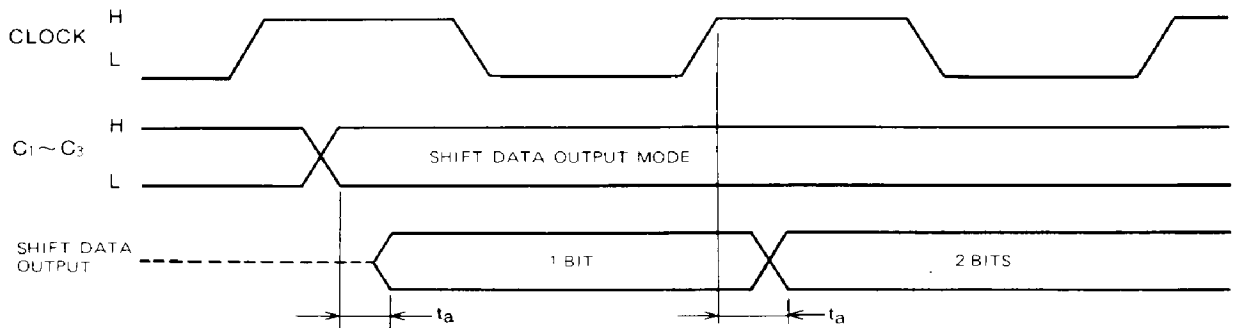 H
CLOCK
L
H
C1~C3
SHIFT DATA OUTPUT MODE
L
SHIFT DATA
OUTPUT
1 BIT
2 BITS
ta
ta